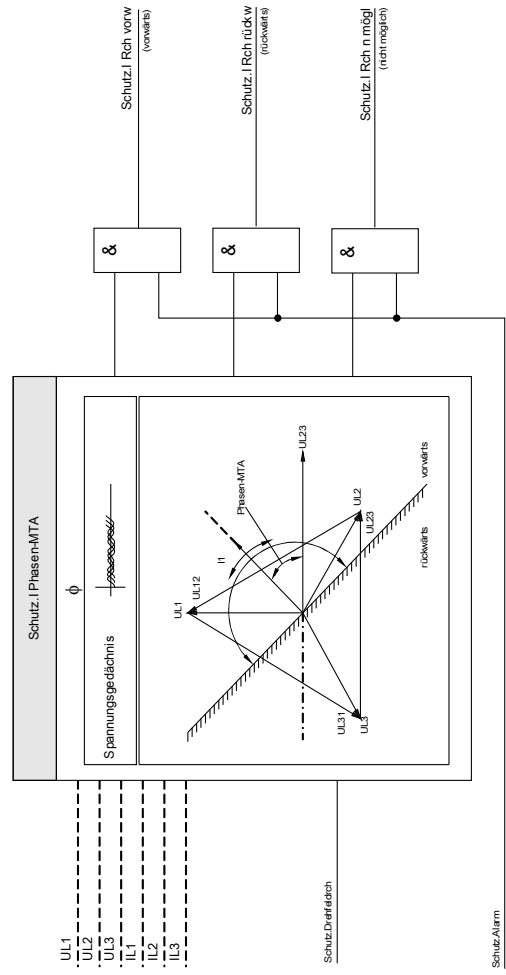 Schutz.I Phasen-MTA
UL1
UL2
UL3
IL1
IL2
IL3
ϕ
Spannungsgedächnis
UL1
UL12
I1
Phasen-MTA
UL23
UL31
UL3
UL2
UL23
vorwärts
rückwärts
Schutz.Drehfeldrch
Schutz.Alarm
&
Schutz.I Rch vorw
(vorwärts)
&
Schutz.I Rch rückw
(rückwärts)
&
Schutz.I Rch n mögl
(nicht möglich)